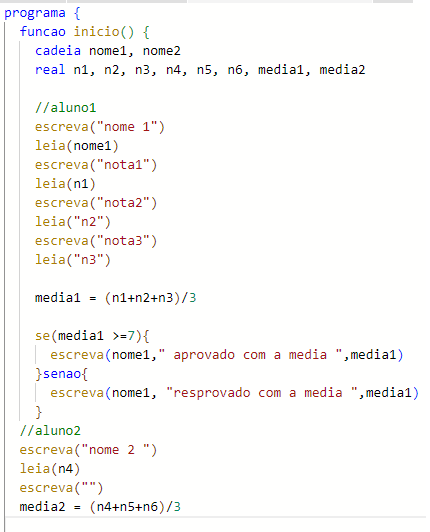 programa {
funcao inicio() {
cadeia nome1, nome2
real n1, n2, n3, n4, n5, n6, media1, media2
//aluno1
escreva("nome 1")
leia(nome1)
escreva("nota1")
leia(n1)
escreva("nota2")
leia("n2")
escreva("nota3")
leia("n3")
media1 = (n1+n2+n3)/3
se(media1 >=7){
escreva(nome1," aprovado com a media ",media1)
}senao{
escreva(nome1, "resprovado com a media ",media1)
}
//aluno2
escreva("nome 2 ")
leia(n4)
escreva("")
media2 = (n4+n5+n6)/3